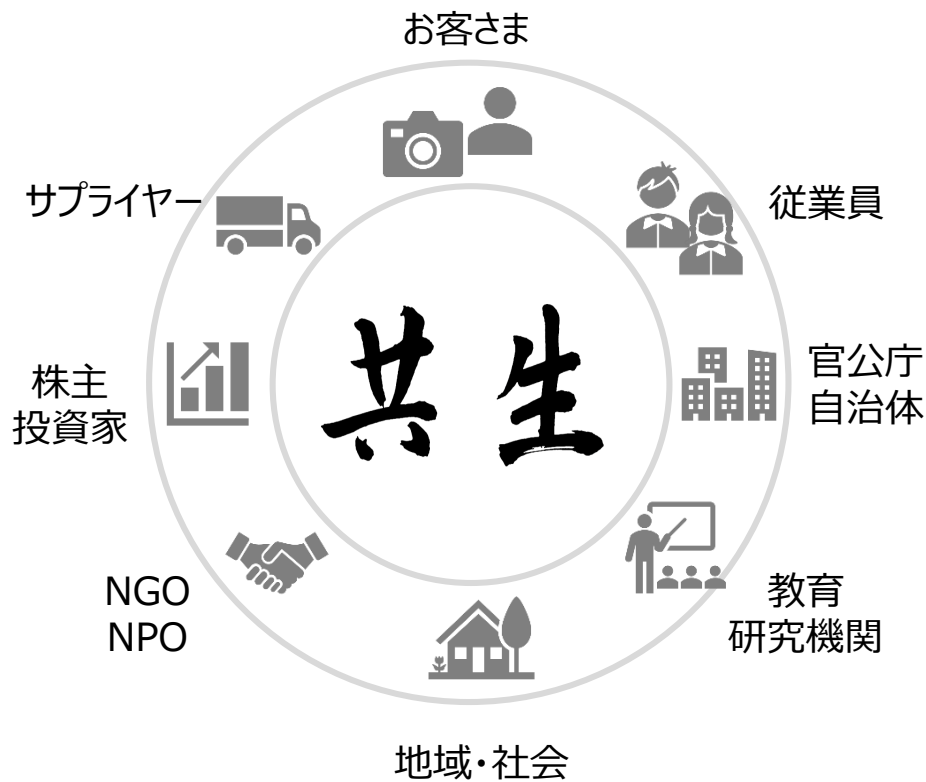 お客さま
サプライヤー
従業員
株主
投資家
共生
官公庁
自治体
NGO
NPO
教育
研究機関
地域・社会